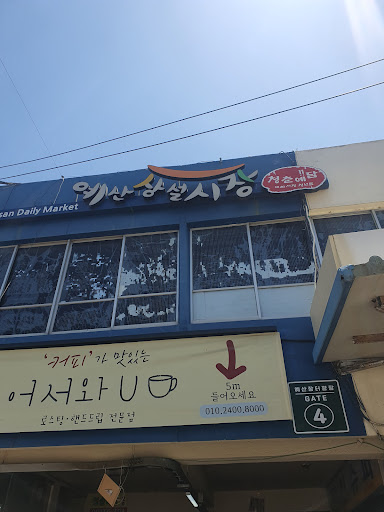 예산상설시장
san Daily Market
청춘예당
'커피'가 맛있는
어서와 U
로스팅·핸드드립 전문점
5m
들어오세요
010.2400.8000
GATE
4